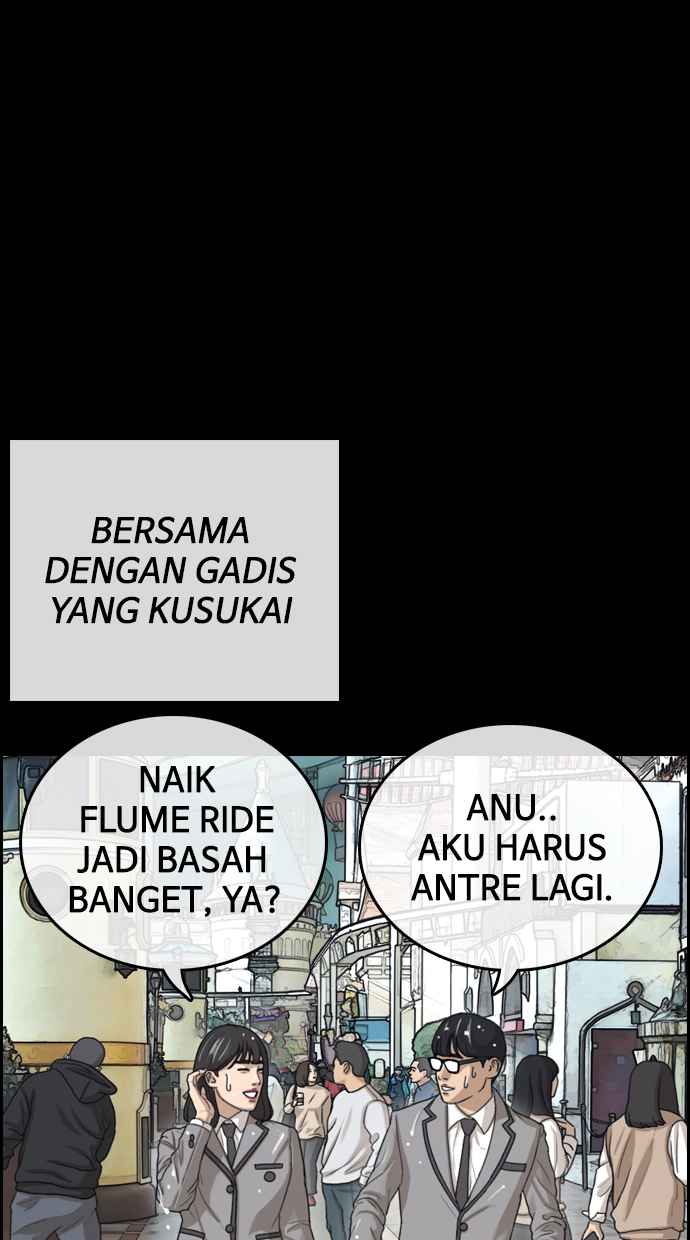 BERSAMA
DENGAN GADIS
YANG KUSUKAI
NAIK
FLUME RIDE
JADI BASAH
BANGET, YA?
ANU..
AKU HARUS
ANTRE LAGI.